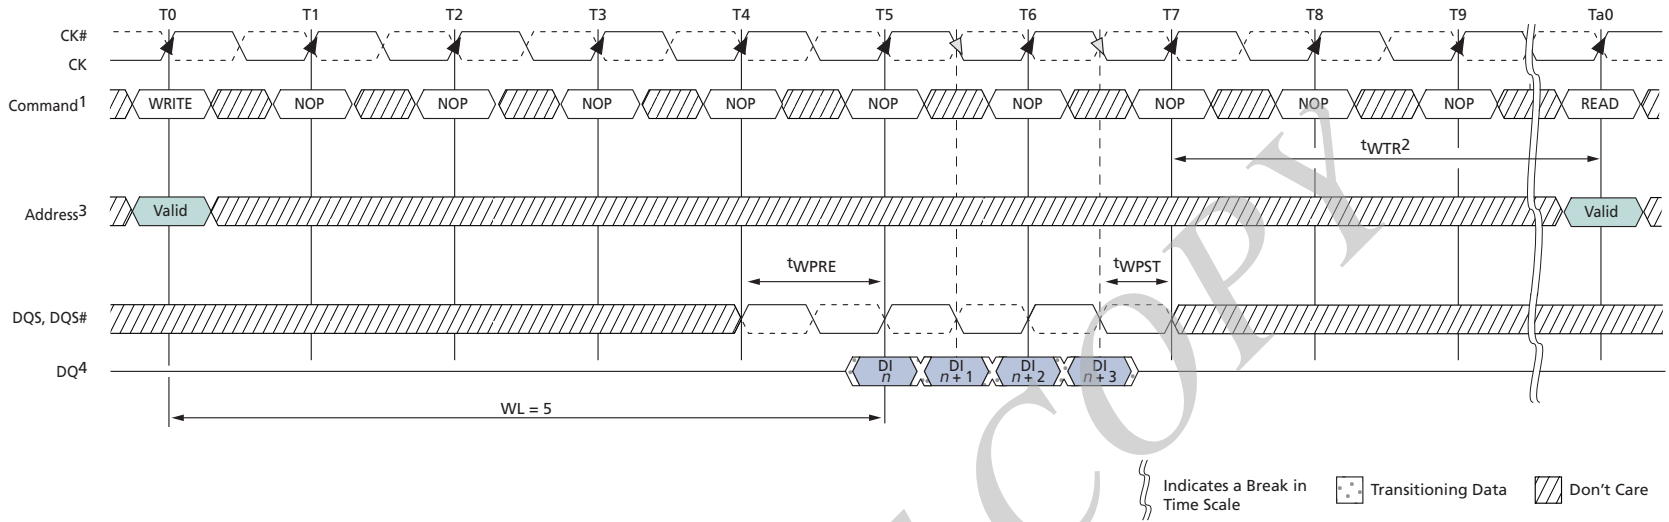 T0 T1 T2 T3 T4 T5 T6 T7 T8 T9 Ta0
CK#
CK
Command1 WRITE NOP NOP NOP NOP NOP NOP NOP NOP NOP READ
tWTR2
Address3 Valid Valid
tWPRE tWPST
DQS, DQS#
DQ4 DI n DI n + 1 DI n + 2 DI n + 3
WL = 5
Indicates a Break in
Time Scale
Transitioning Data
Don't Care
COPY